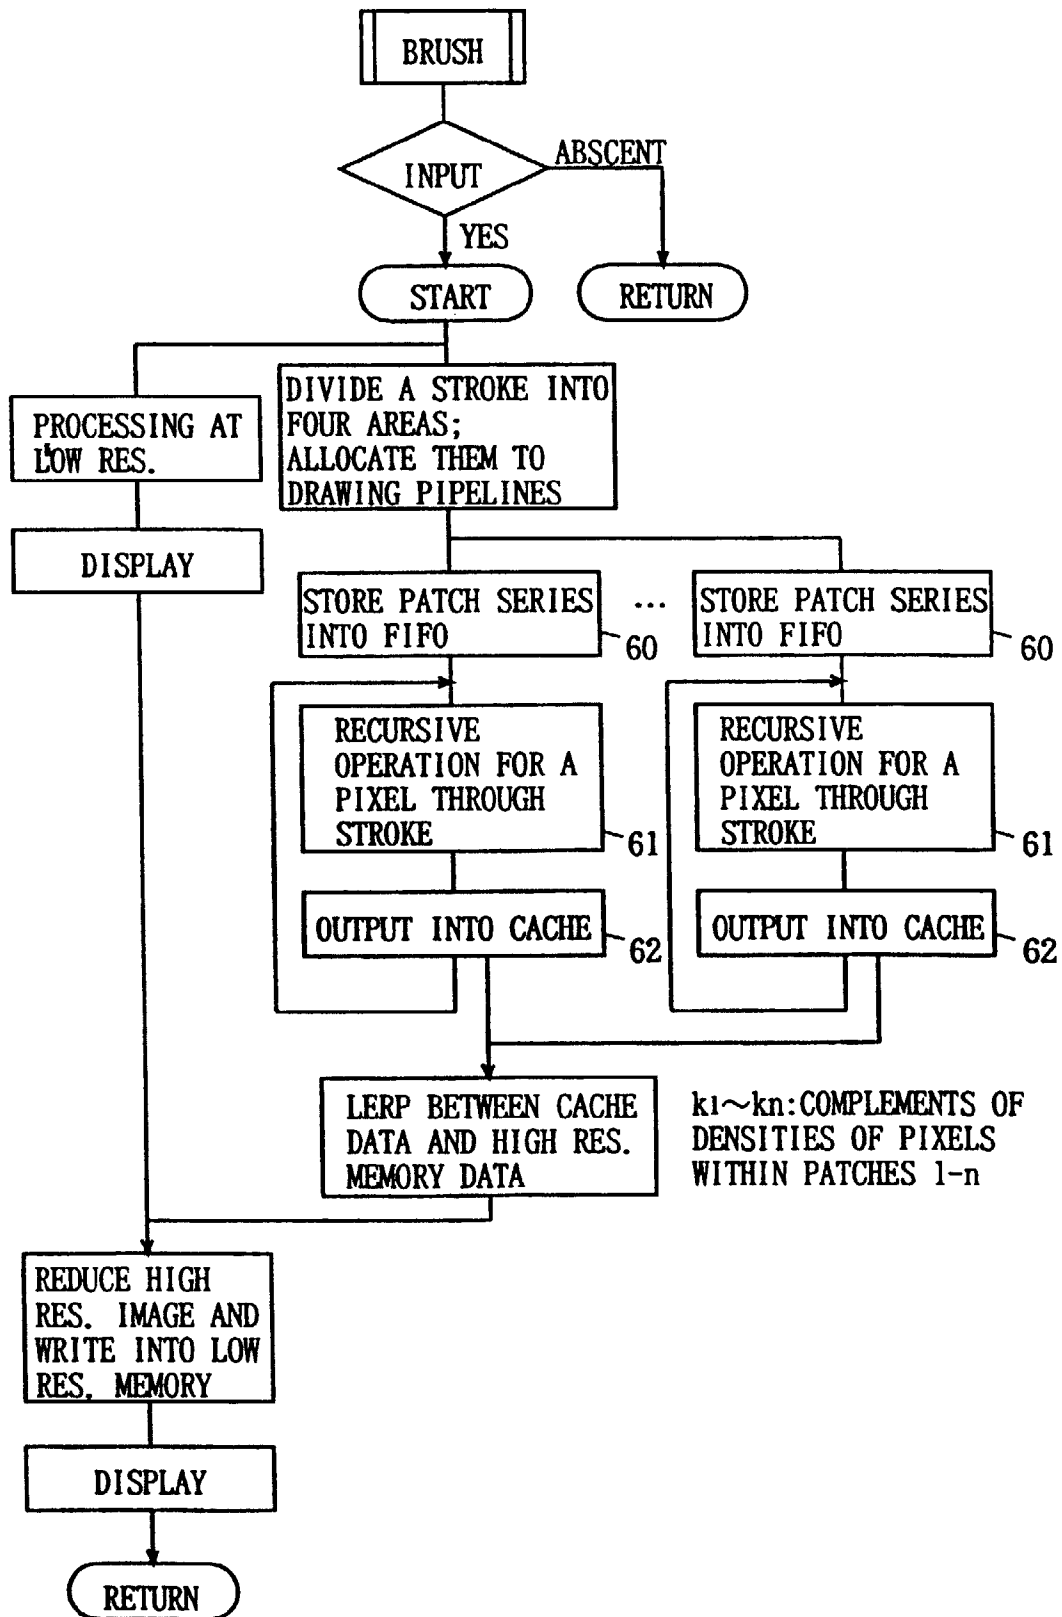 BRUSH
INPUT
ABSCENT
YES
START
RETURN
PROCESSING AT
LOW RES.
DISPLAY
DIVIDE A STROKE INTO
FOUR AREAS;
ALLOCATE THEM TO
DRAWING PIPELINES
STORE PATCH SERIES
INTO FIFO
60
...
STORE PATCH SERIES
INTO FIFO
60
RECURSIVE
OPERATION FOR A
PIXEL THROUGH
STROKE
61
RECURSIVE
OPERATION FOR A
PIXEL THROUGH
STROKE
61
OUTPUT INTO CACHE
62
OUTPUT INTO CACHE
62
LERP BETWEEN CACHE
DATA AND HIGH RES.
MEMORY DATA
k1~kn:COMPLEMENTS OF
DENSITIES OF PIXELS
WITHIN PATCHES 1-n
REDUCE HIGH
RES. IMAGE AND
WRITE INTO LOW
RES. MEMORY
DISPLAY
RETURN